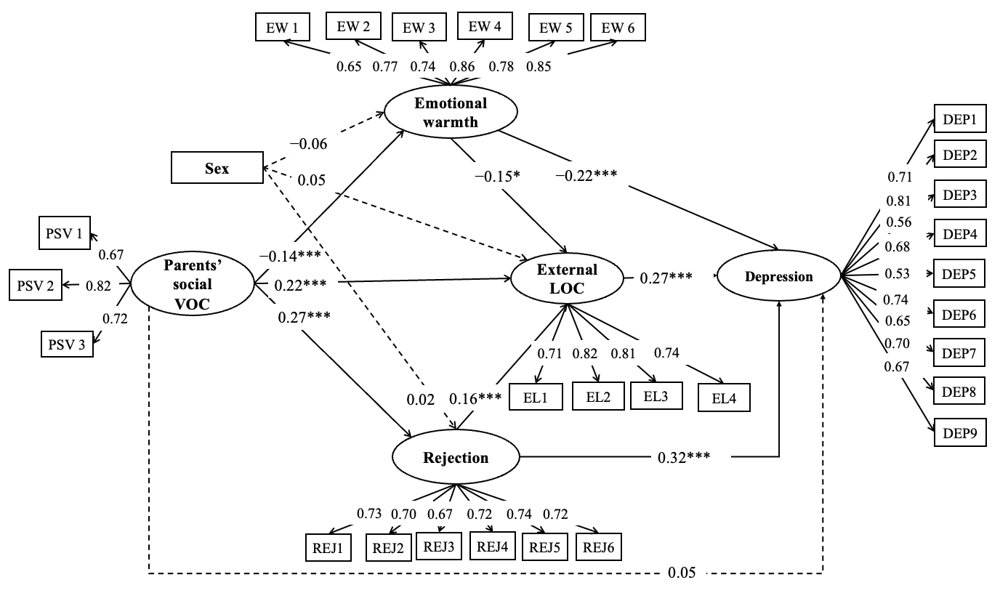 EW 1 EW 2 EW 3 EW 4 EW 5 EW 6
0.65 0.77 0.74 0.86 0.78 0.85
Emotional
warmth
Sex
−0.06
0.05
−0.15*
−0.22***
PSV 1
PSV 2
PSV 3
0.67
0.82
0.72
Parents’
social
VOC
−0.14***
0.22***
0.27***
External
LOC
0.27***
Depression
0.71 0.82 0.81 0.74
EL1 EL2 EL3 EL4
0.02
0.16***
Rejection
0.32***
0.73 0.70 0.67 0.72 0.74 0.72
REJ1 REJ2 REJ3 REJ4 REJ5 REJ6
0.05
0.71
0.81
0.56
0.68
0.53
0.74
0.65
0.70
0.67
DEP1
DEP2
DEP3
DEP4
DEP5
DEP6
DEP7
DEP8
DEP9